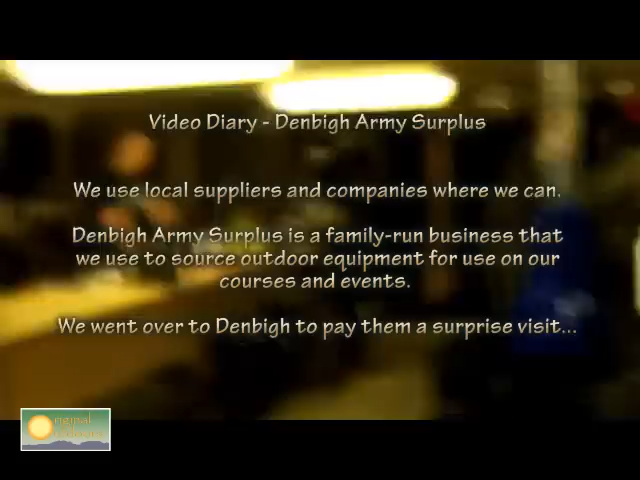 Video Diary - Denbigh Army Surplus
We use local suppliers and companies where we can.
Denbigh Army Surplus is a family-run business that
we use to source outdoor equipment for use on our
courses and events.
We went over to Denbigh to pay them a surprise visit...